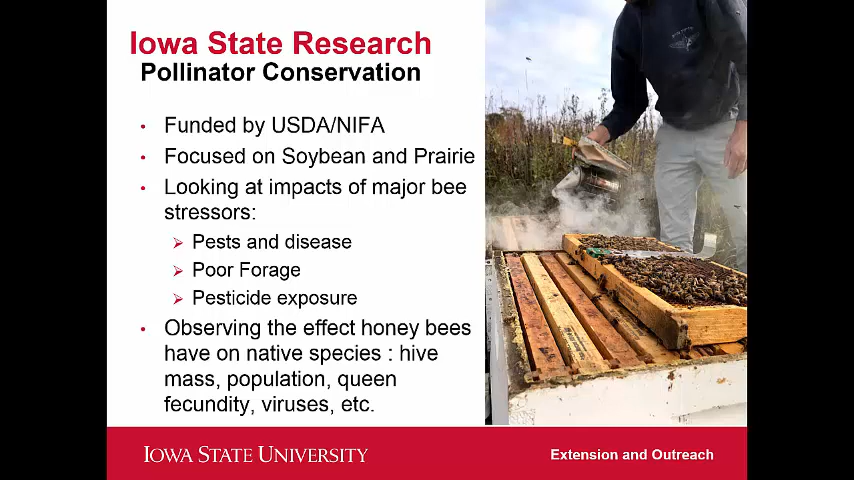 Iowa State Research
Pollinator Conservation
• Funded by USDA/NIFA
• Focused on Soybean and Prairie
• Looking at impacts of major bee
stressors:
➢ Pests and disease
➢ Poor Forage
➢ Pesticide exposure
• Observing the effect honey bees
have on native species : hive
mass, population, queen
fecundity, viruses, etc.
IOWA STATE UNIVERSITY
Extension and Outreach